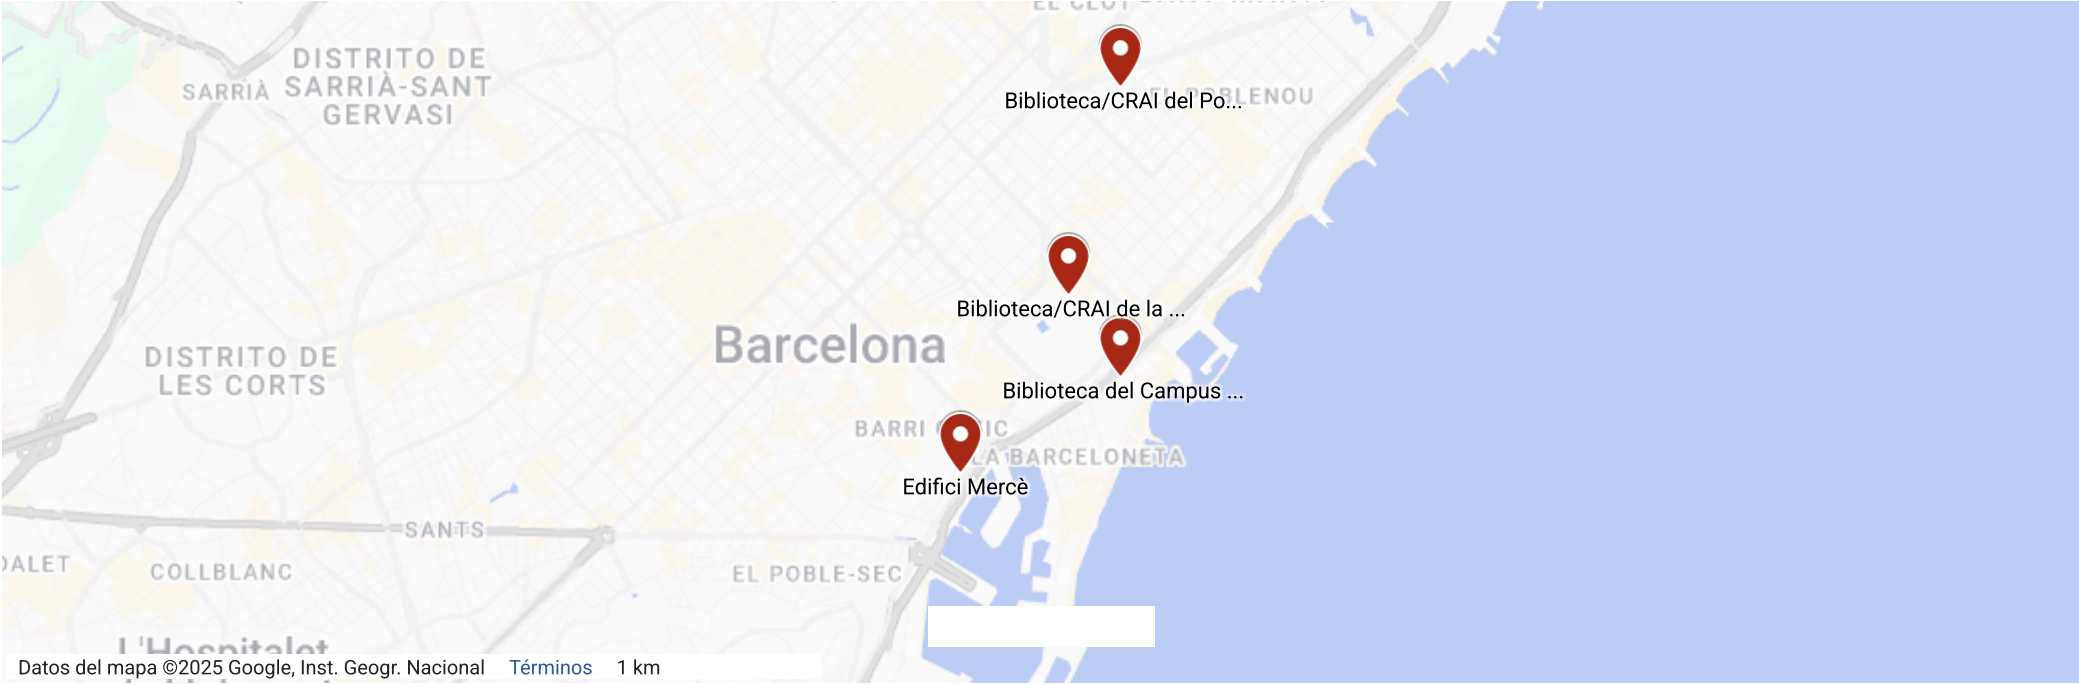 EL CLOT
DISTRITO DE
SARRIÀ-SANT
GERVASI
SARRIÀ
EL POBLENOU
Biblioteca/CRAI del Po...
Biblioteca/CRAI de la ...
Barcelona
DISTRITO DE
LES CORTS
Biblioteca del Campus ...
BARRI GÒTIC
LA BARCELONETA
Edifici Mercè
SANTS
COLLBLANC
EL POBLE-SEC
L'Hospitalet
Datos del mapa ©2025 Google, Inst. Geogr. Nacional Términos 1 km